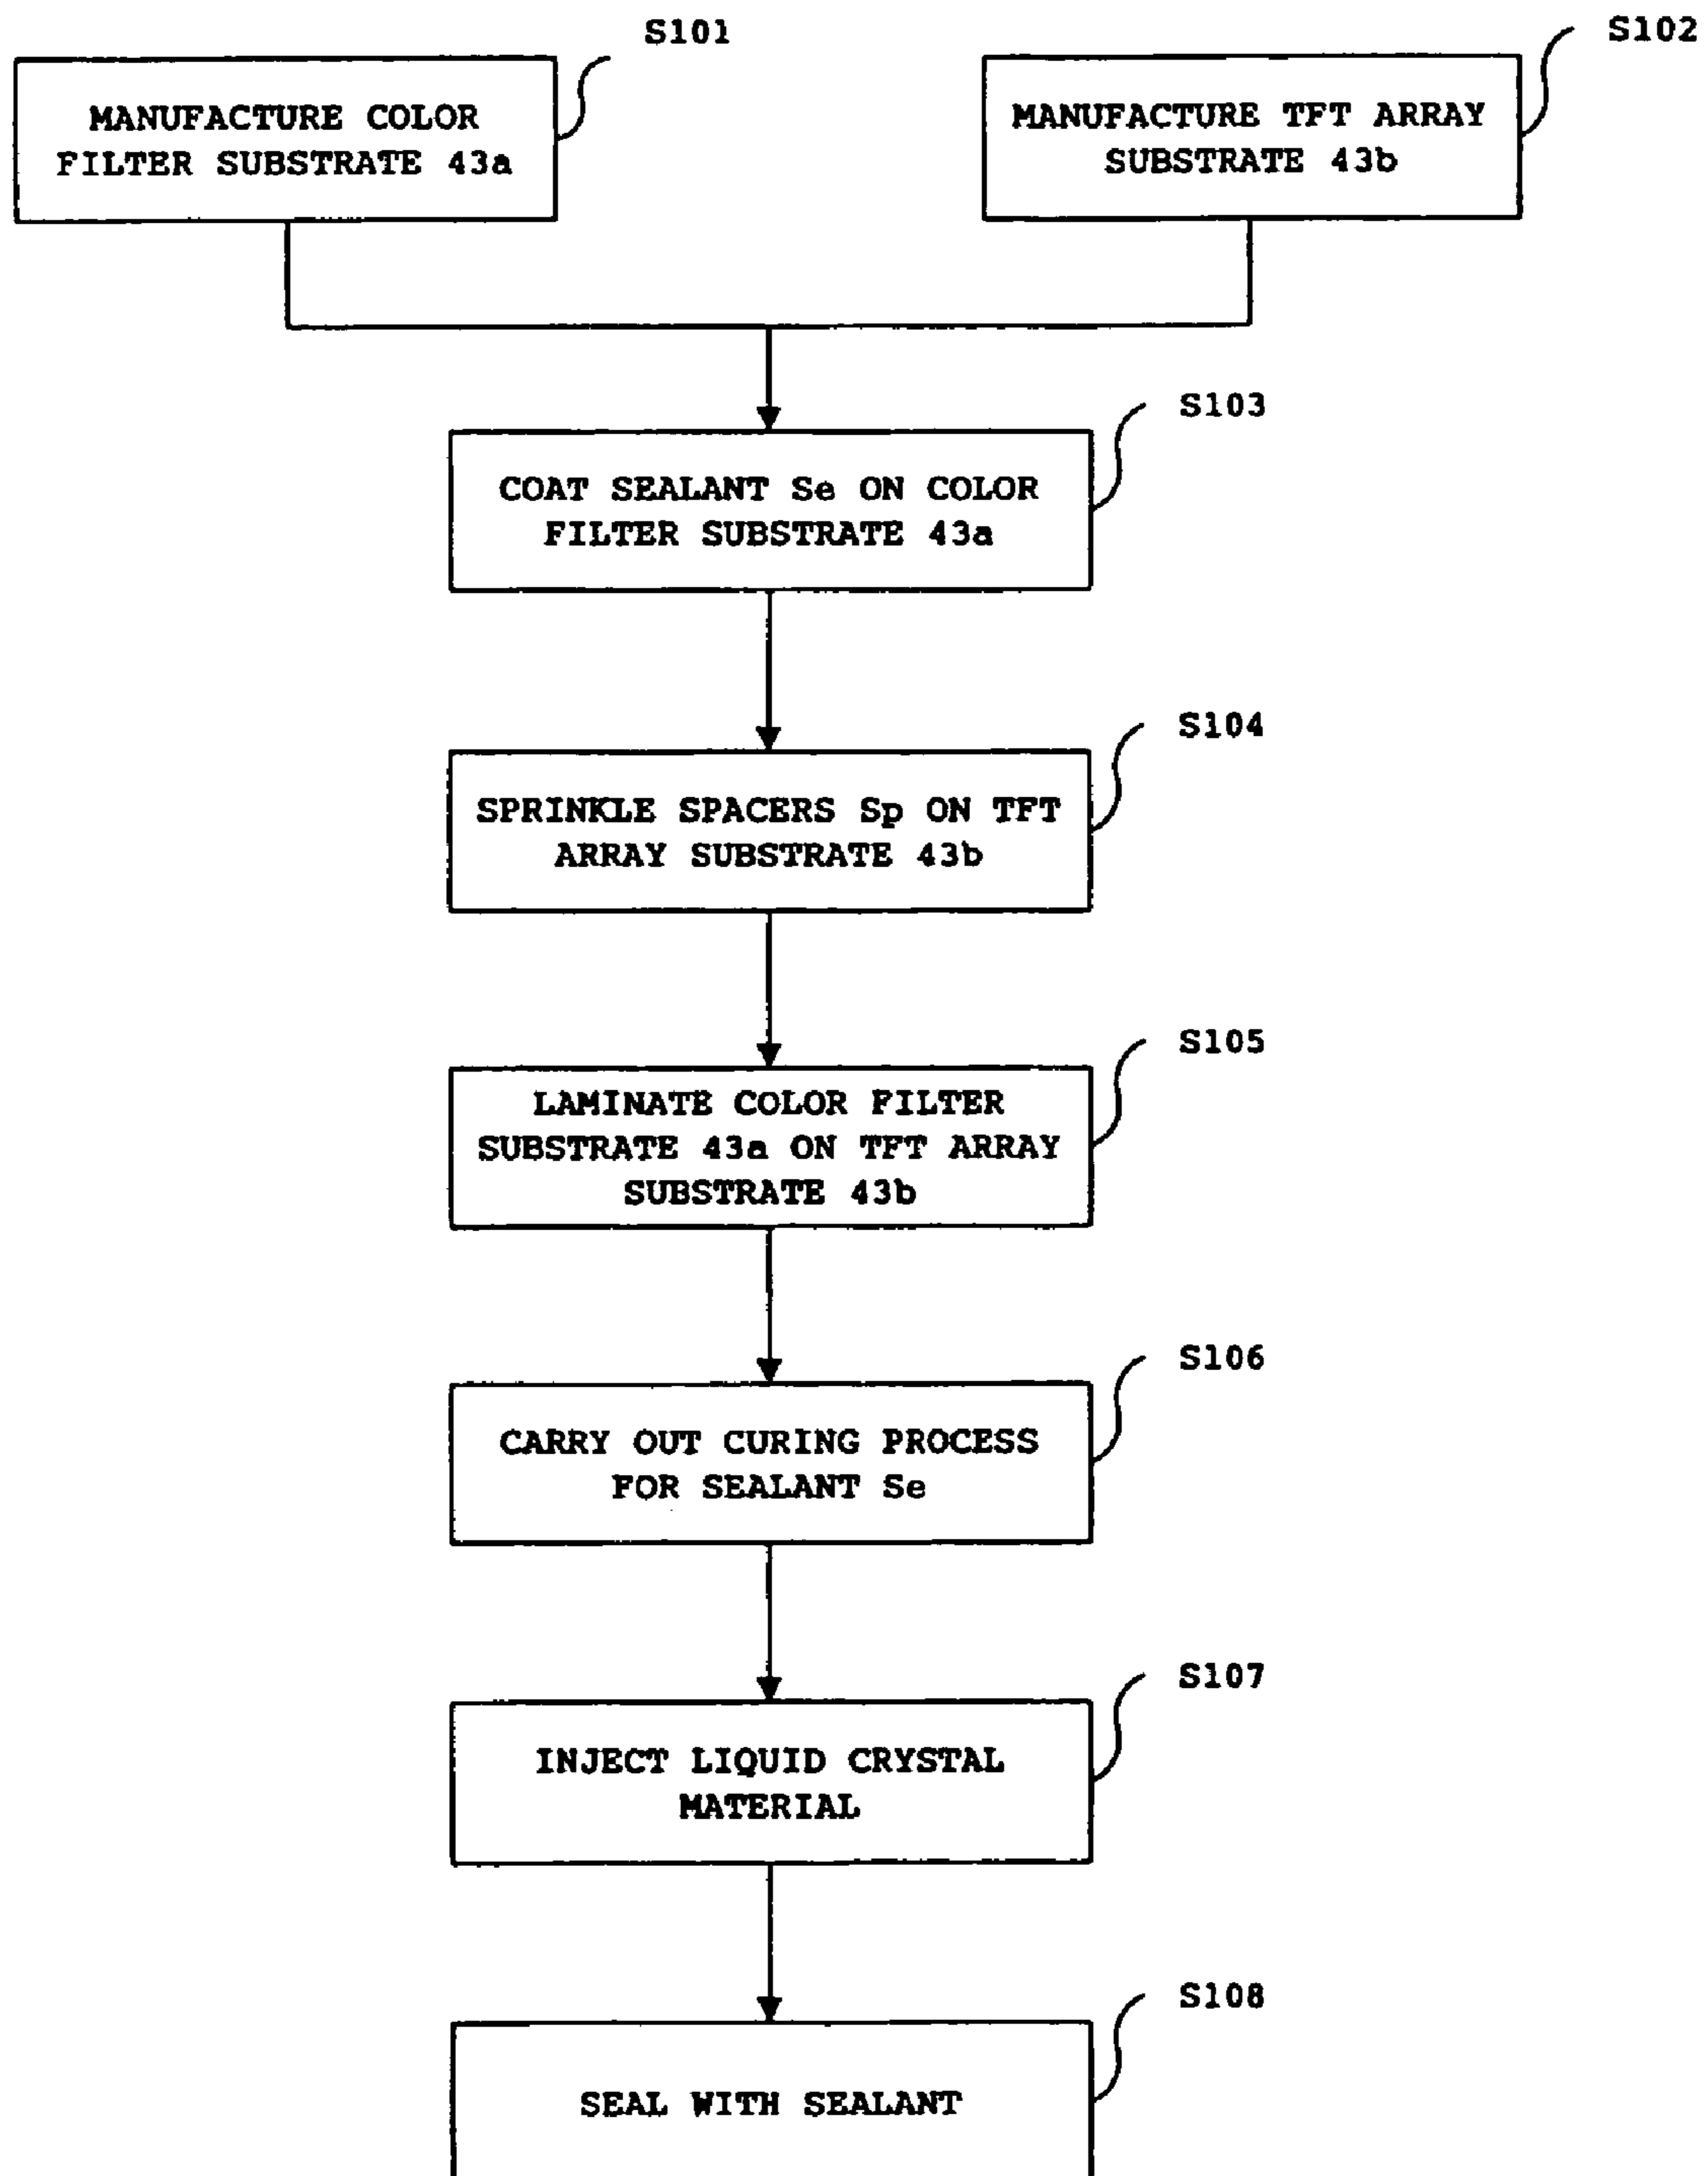 S101
MANUFACTURE COLOR
FILTER SUBSTRATE 43a
S102
MANUFACTURE TFT ARRAY
SUBSTRATE 43b
S103
COAT SEALANT Se ON COLOR
FILTER SUBSTRATE 43a
S104
SPRINKLE SPACERS Sp ON TFT
ARRAY SUBSTRATE 43b
S105
LAMINATE COLOR FILTER
SUBSTRATE 43a ON TFT ARRAY
SUBSTRATE 43b
S106
CARRY OUT CURING PROCESS
FOR SEALANT Se
S107
INJECT LIQUID CRYSTAL
MATERIAL
S108
SEAL WITH SEALANT